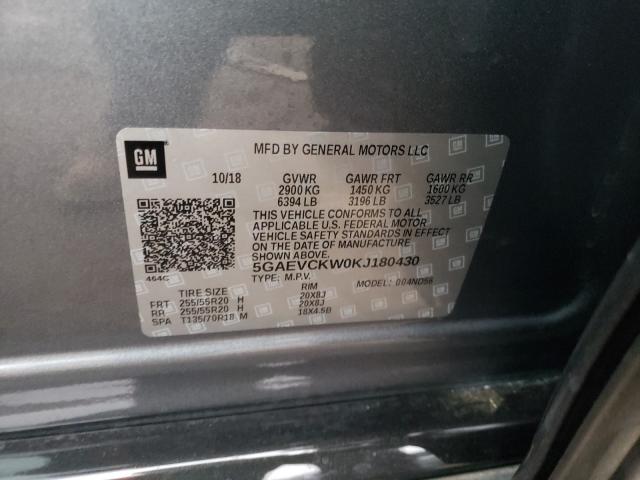 GM
MFD BY GENERAL MOTORS LLC
10/18 GVWR GAWR FRT GAWR RR
2900 KG 1450 KG 1600 KG
6394 LB 3196 LB 3527 LB
THIS VEHICLE CONFORMS TO ALL
APPLICABLE U.S. FEDERAL MOTOR
VEHICLE SAFETY STANDARDS IN EFFECT
ON THE DATE OF MANUFACTURE
SHOWN ABOVE.
5GAEVCKW0KJ180430
464C TYPE: M.P.V. MODEL: 004ND56
TIRE SIZE RIM
FRT 255/55R20 H 20X8J
RR 255/55R20 H 20X8J
SPA T135/70R18 M 18X4.5B